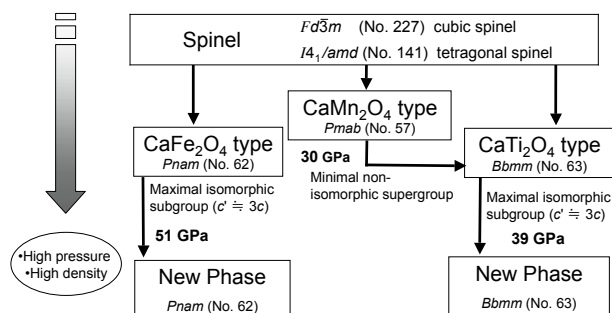 Spinel
Fd3̅m (No. 227) cubic spinel
I4₁/amd (No. 141) tetragonal spinel
CaMn₂O₄ type
Pmab (No. 57)
CaFe₂O₄ type
Pnam (No. 62)
CaTi₂O₄ type
Bbmm (No. 63)
30 GPa
Minimal non-
isomorphic supergroup
Maximal isomorphic
subgroup (c' ≒ 3c)
51 GPa
Maximal isomorphic
subgroup (c' ≒ 3c)
39 GPa
•High pressure
•High density
New Phase
Pnam (No. 62)
New Phase
Bbmm (No. 63)